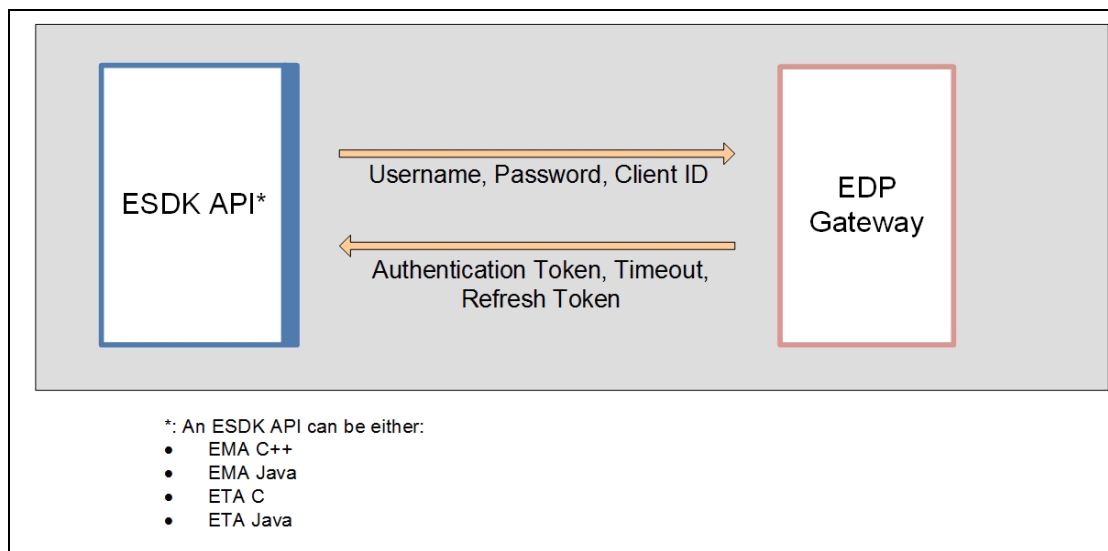 ESDK API*
Username, Password, Client ID
Authentication Token, Timeout,
Refresh Token
EDP
Gateway
*: An ESDK API can be either:
● EMA C++
● EMA Java
● ETA C
● ETA Java